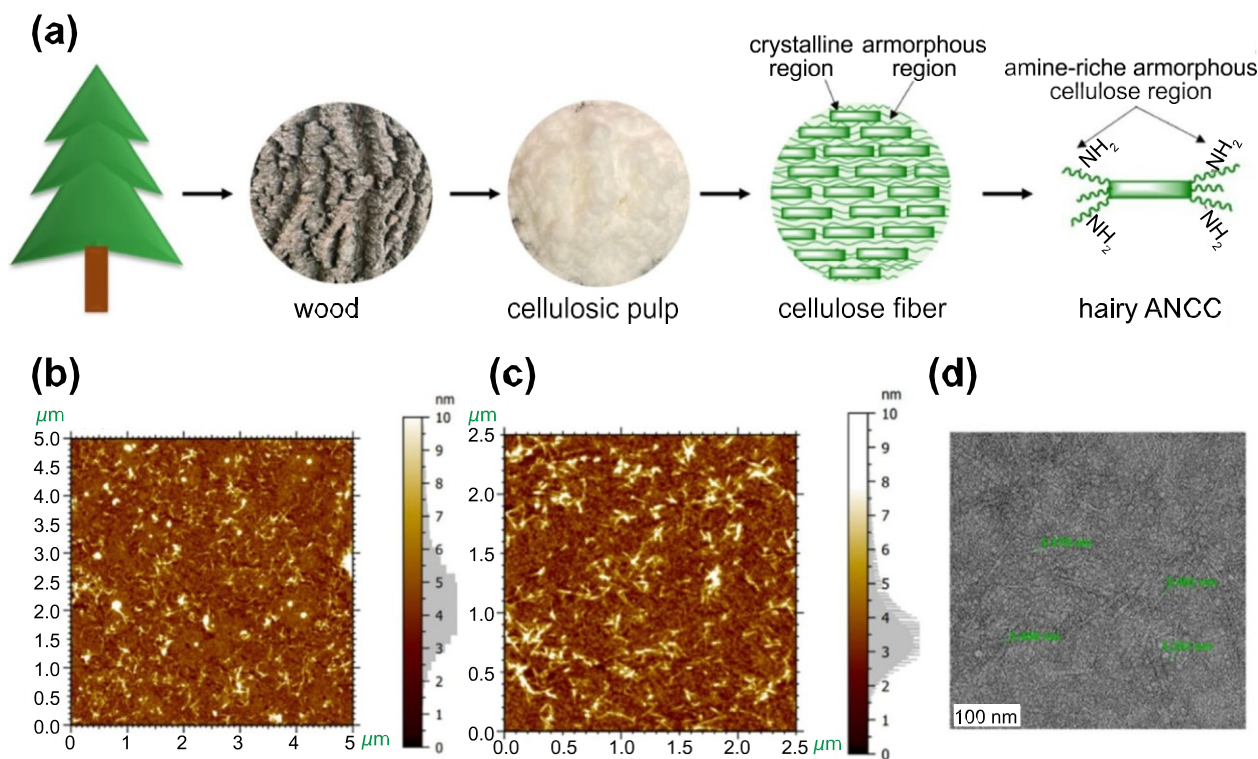 (a)
crystalline armorphous
region region
amine-riche armorphous
cellulose region
NH2 NH2
NH2 NH2
wood
cellulosic pulp
cellulose fiber
hairy ANCC
(b)
µm
5.0
4.5
4.0
3.5
3.0
2.5
2.0
1.5
1.0
0.5
0.0
0 1 2 3 4 5 µm
nm
10
9
8
7
6
5
4
3
2
1
0
(c)
µm
2.5
2.0
1.5
1.0
0.5
0.0
0.0 0.5 1.0 1.5 2.0 2.5
nm
10
9
8
7
6
5
4
3
2
1
0
(d)
100 nm